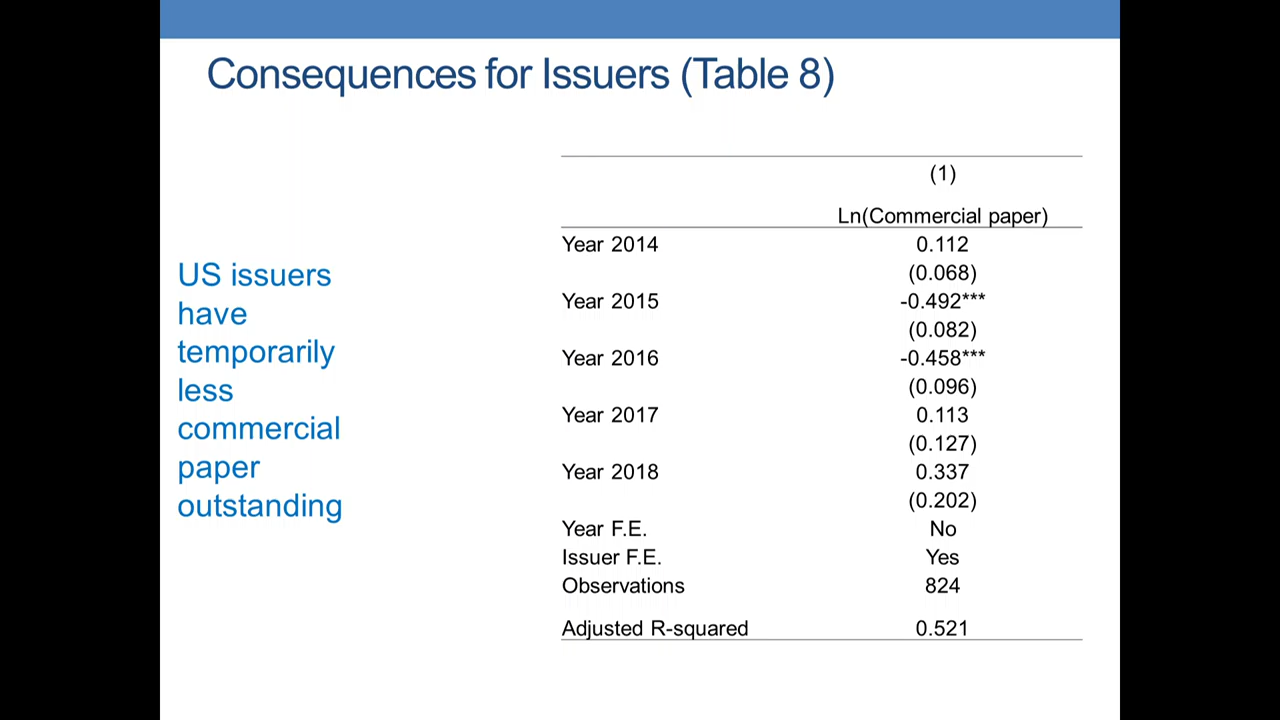 Consequences for Issuers (Table 8)
US issuers
have
temporarily
less
commercial
paper
outstanding
(1)
Ln(Commercial paper)
Year 2014 0.112
(0.068)
Year 2015 -0.492***
(0.082)
Year 2016 -0.458***
(0.096)
Year 2017 0.113
(0.127)
Year 2018 0.337
(0.202)
Year F.E. No
Issuer F.E. Yes
Observations 824
Adjusted R-squared 0.521